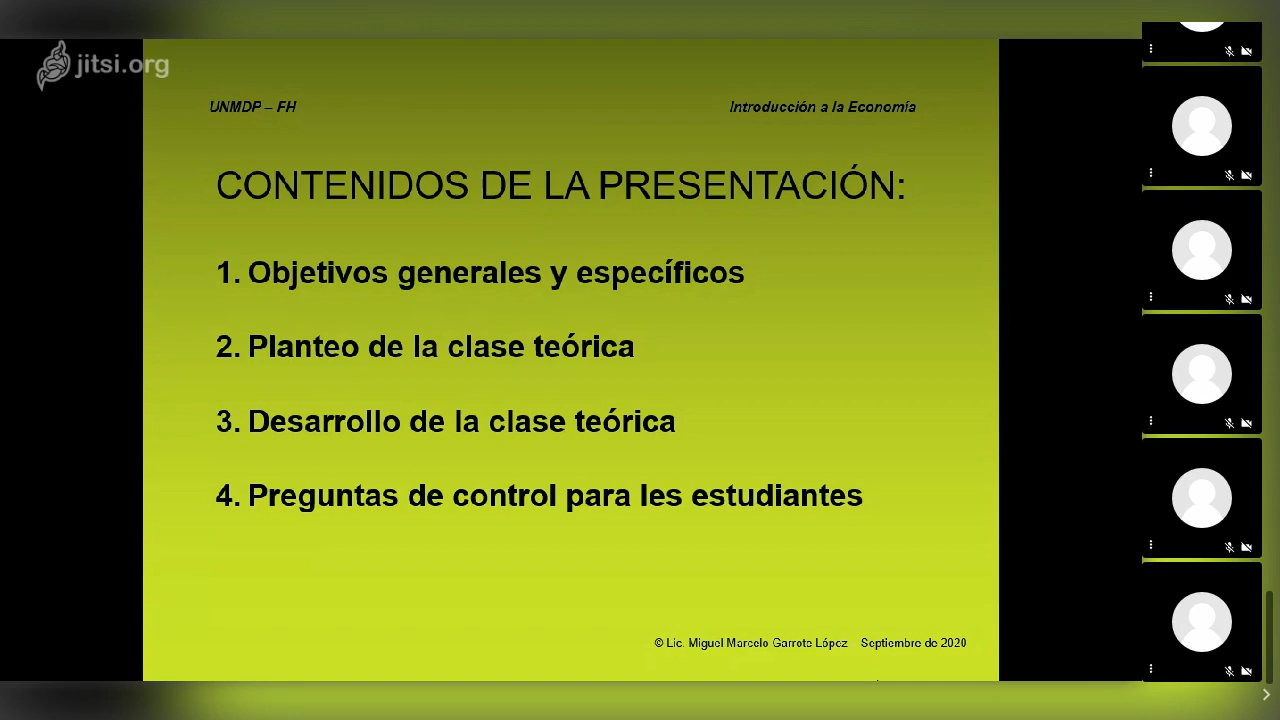 jitsi.org
UNMDP – FH
Introducción a la Economía
CONTENIDOS DE LA PRESENTACIÓN:
1. Objetivos generales y específicos
2. Planteo de la clase teórica
3. Desarrollo de la clase teórica
4. Preguntas de control para les estudiantes
© Lic. Miguel Marcelo Garrote López Septiembre de 2020